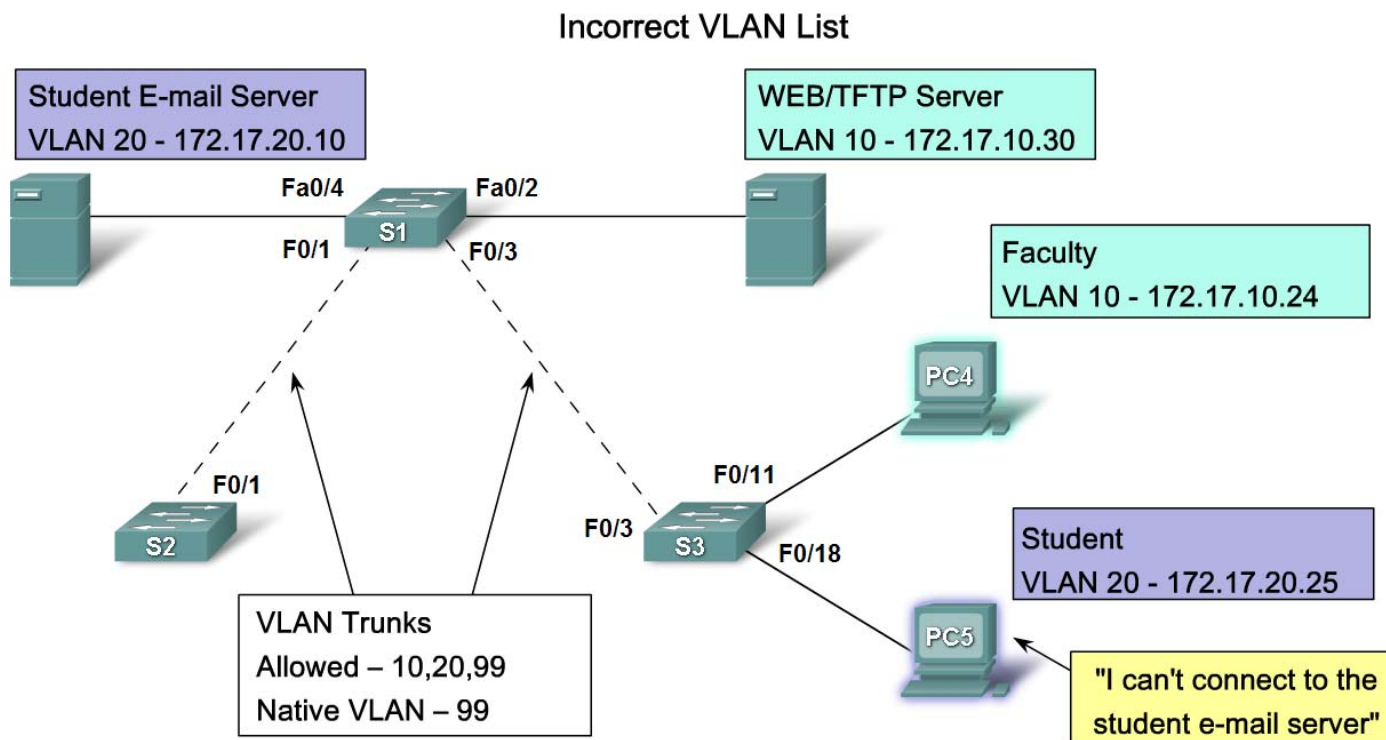 Incorrect VLAN List
Student E-mail Server
VLAN 20 - 172.17.20.10
WEB/TFTP Server
VLAN 10 - 172.17.10.30
Fa0/4
Fa0/2
S1
F0/1
F0/3
Faculty
VLAN 10 - 172.17.10.24
PC4
F0/11
F0/1
S2
F0/3
S3
F0/18
Student
VLAN 20 - 172.17.20.25
PC5
VLAN Trunks
Allowed – 10,20,99
Native VLAN – 99
"I can't connect to the
student e-mail server"